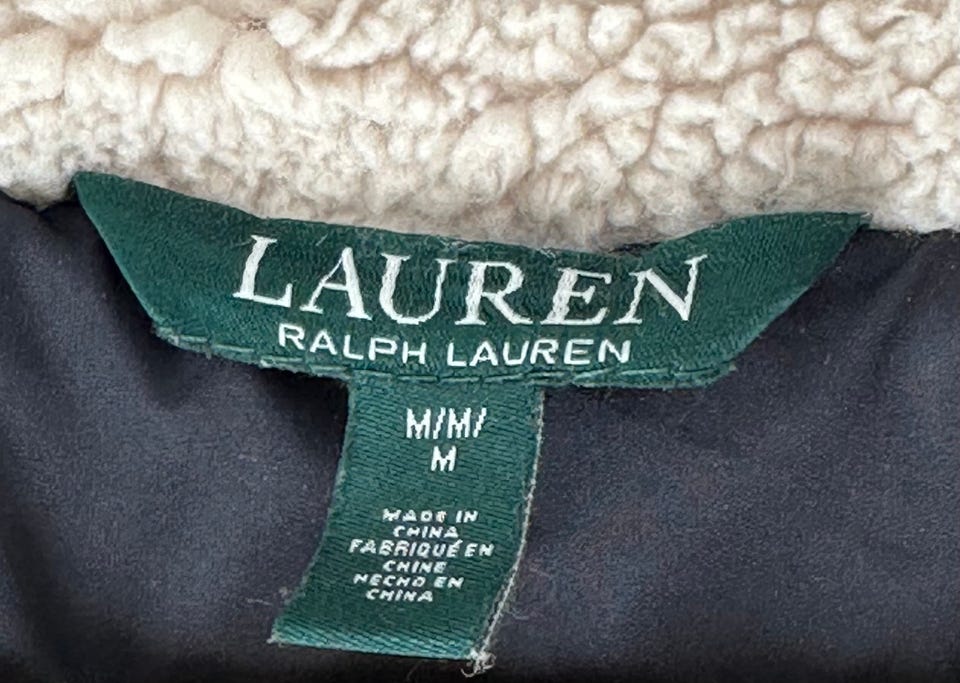 LAUREN
RALPH LAUREN
M/M/
M
MADE IN
CHINA
FABRIQUÉ EN
CHINE
HECHO EN
CHINA